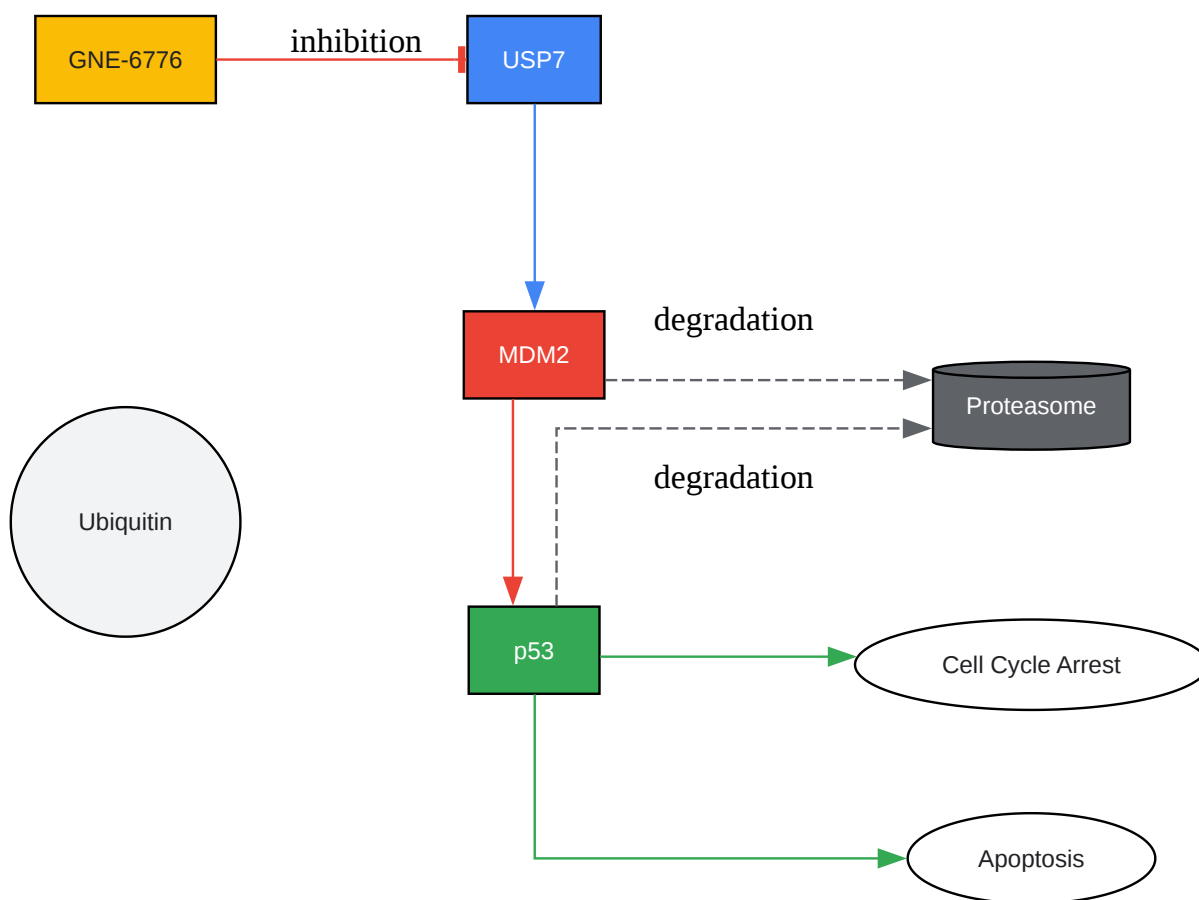 GNE-6776
inhibition
USP7
MDM2
degradation
Proteasome
degradation
Ubiquitin
p53
Cell Cycle Arrest
Apoptosis